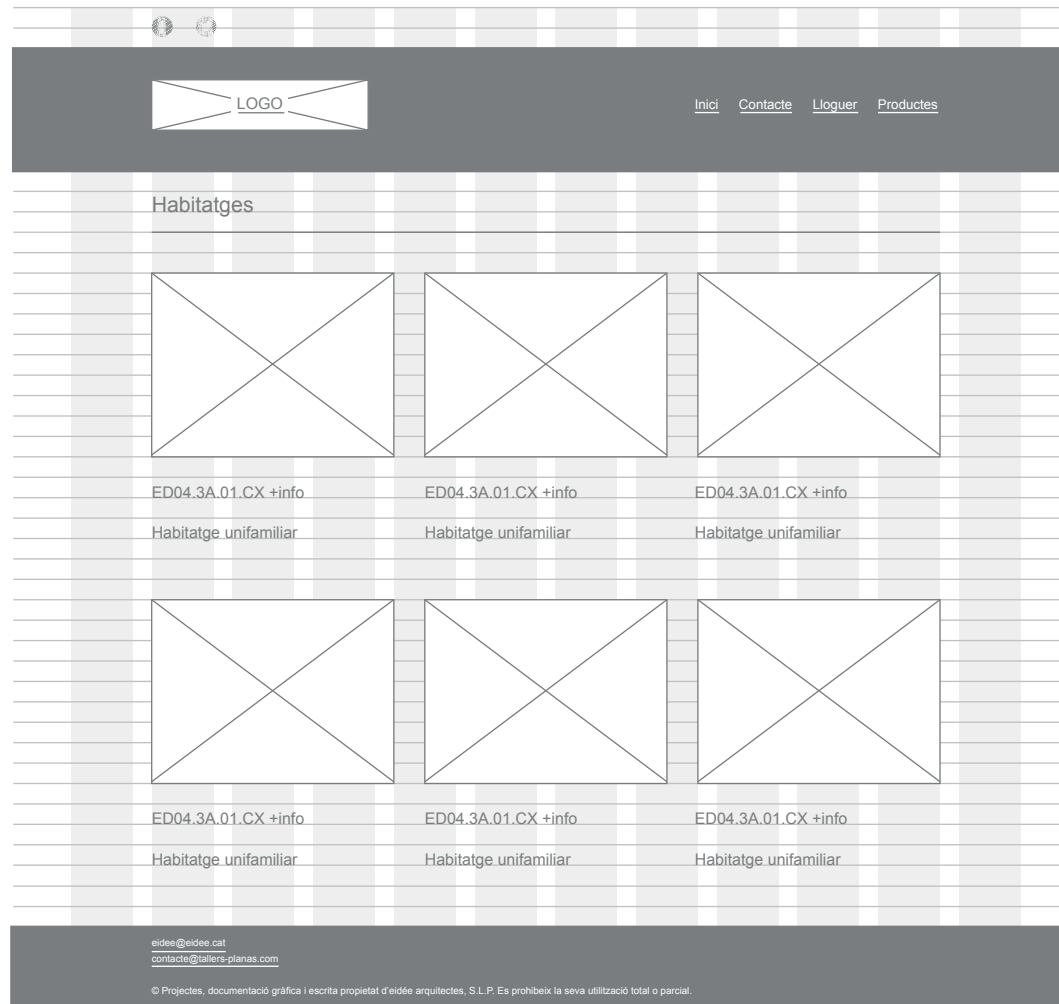 LOGO
Inici Contacte Lloguer Productes
Habitatges
ED04.3A.01.CX +info ED04.3A.01.CX +info ED04.3A.01.CX +info
Habitatge unifamiliar Habitatge unifamiliar Habitatge unifamiliar
ED04.3A.01.CX +info ED04.3A.01.CX +info ED04.3A.01.CX +info
Habitatge unifamiliar Habitatge unifamiliar Habitatge unifamiliar
eidee@eidee.cat
contacte@tallers-planas.com
© Projectes, documentació gràfica i escrita propietat d'eidée arquitectes, S.L.P. Es prohibeix la seva utilització total o parcial.